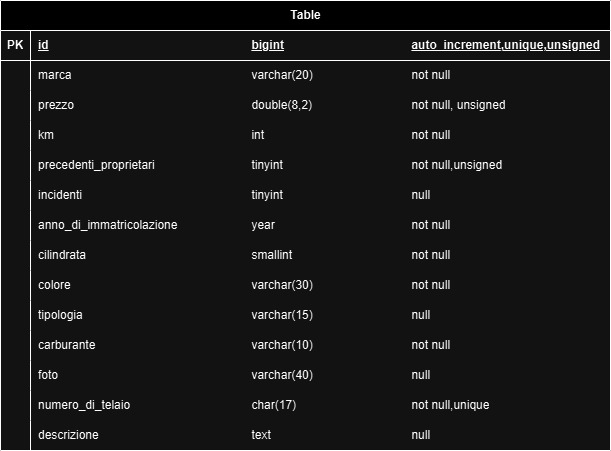 Table
PK id bigint auto_increment,unique,unsigned
marca varchar(20) not null
prezzo double(8,2) not null, unsigned
km int not null
precedenti_proprietari tinyint not null,unsigned
incidenti tinyint null
anno_di_immatricolazione year not null
cilindrata smallint not null
colore varchar(30) not null
tipologia varchar(15) null
carburante varchar(10) not null
foto varchar(40) null
numero_di_telaio char(17) not null,unique
descrizione text null